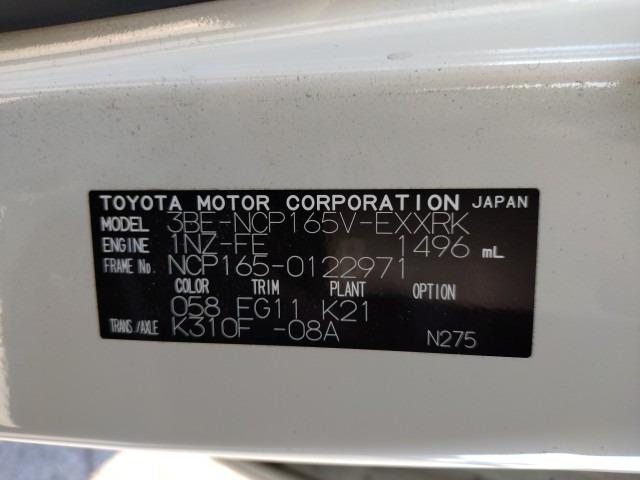 TOYOTA MOTOR CORPORATION JAPAN
MODEL 3BE-NCP165V-EXXRK
ENGINE 1NZ-FE 1496 mL
FRAME No. NCP165-0122971
COLOR TRIM PLANT OPTION
058 EG11 K21
TRANS./AXLE K310F -08A N275